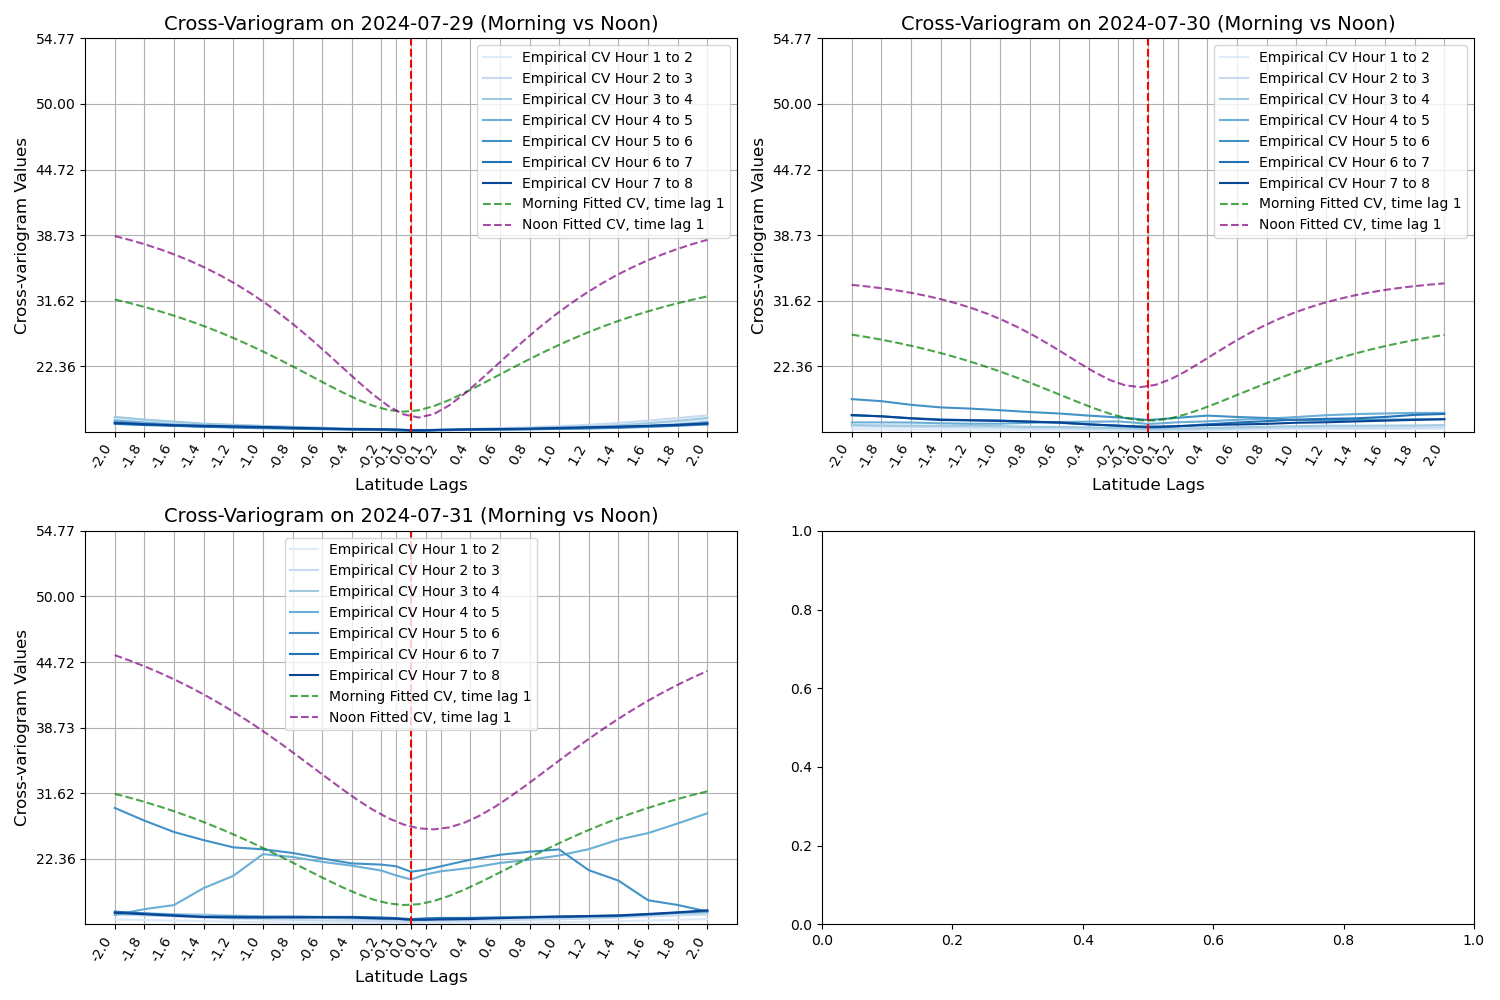 Cross-Variogram on 2024-07-29 (Morning vs Noon)
54.77
50.00
44.72
38.73
31.62
22.36
Cross-variogram Values
Empirical CV Hour 1 to 2
Empirical CV Hour 2 to 3
Empirical CV Hour 3 to 4
Empirical CV Hour 4 to 5
Empirical CV Hour 5 to 6
Empirical CV Hour 6 to 7
Empirical CV Hour 7 to 8
Morning Fitted CV, time lag 1
Noon Fitted CV, time lag 1
-2.0 -1.8 -1.6 -1.4 -1.2 -1.0 -0.8 -0.6 -0.4 -0.2 -0.1 0.0 0.1 0.2 0.4 0.6 0.8 1.0 1.2 1.4 1.6 1.8 2.0
Latitude Lags
Cross-Variogram on 2024-07-30 (Morning vs Noon)
54.77
50.00
44.72
38.73
31.62
22.36
Cross-variogram Values
Empirical CV Hour 1 to 2
Empirical CV Hour 2 to 3
Empirical CV Hour 3 to 4
Empirical CV Hour 4 to 5
Empirical CV Hour 5 to 6
Empirical CV Hour 6 to 7
Empirical CV Hour 7 to 8
Morning Fitted CV, time lag 1
Noon Fitted CV, time lag 1
-2.0 -1.8 -1.6 -1.4 -1.2 -1.0 -0.8 -0.6 -0.4 -0.2 -0.1 0.0 0.1 0.2 0.4 0.6 0.8 1.0 1.2 1.4 1.6 1.8 2.0
Latitude Lags
Cross-Variogram on 2024-07-31 (Morning vs Noon)
54.77
50.00
44.72
38.73
31.62
22.36
Cross-variogram Values
Empirical CV Hour 1 to 2
Empirical CV Hour 2 to 3
Empirical CV Hour 3 to 4
Empirical CV Hour 4 to 5
Empirical CV Hour 5 to 6
Empirical CV Hour 6 to 7
Empirical CV Hour 7 to 8
Morning Fitted CV, time lag 1
Noon Fitted CV, time lag 1
-2.0 -1.8 -1.6 -1.4 -1.2 -1.0 -0.8 -0.6 -0.4 -0.2 -0.1 0.0 0.1 0.2 0.4 0.6 0.8 1.0 1.2 1.4 1.6 1.8 2.0
Latitude Lags
1.0
0.8
0.6
0.4
0.2
0.0
0.0 0.2 0.4 0.6 0.8 1.0